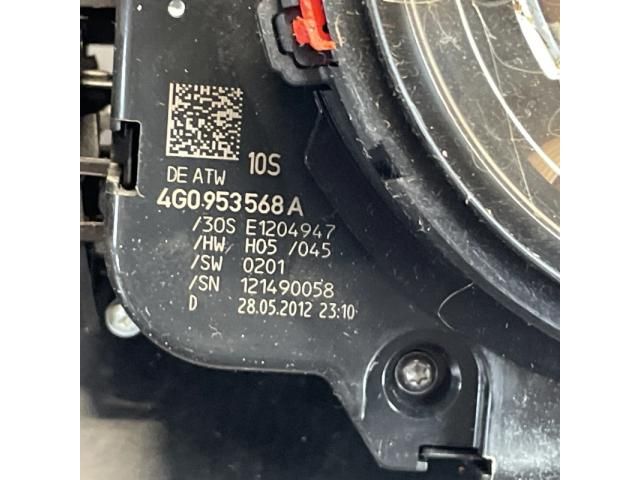 10S
DE ATW
4G0953568A
/30S E1204947
/HW H05 /045
/SW 0201
/SN 121490058
D 28.05.2012 23:10